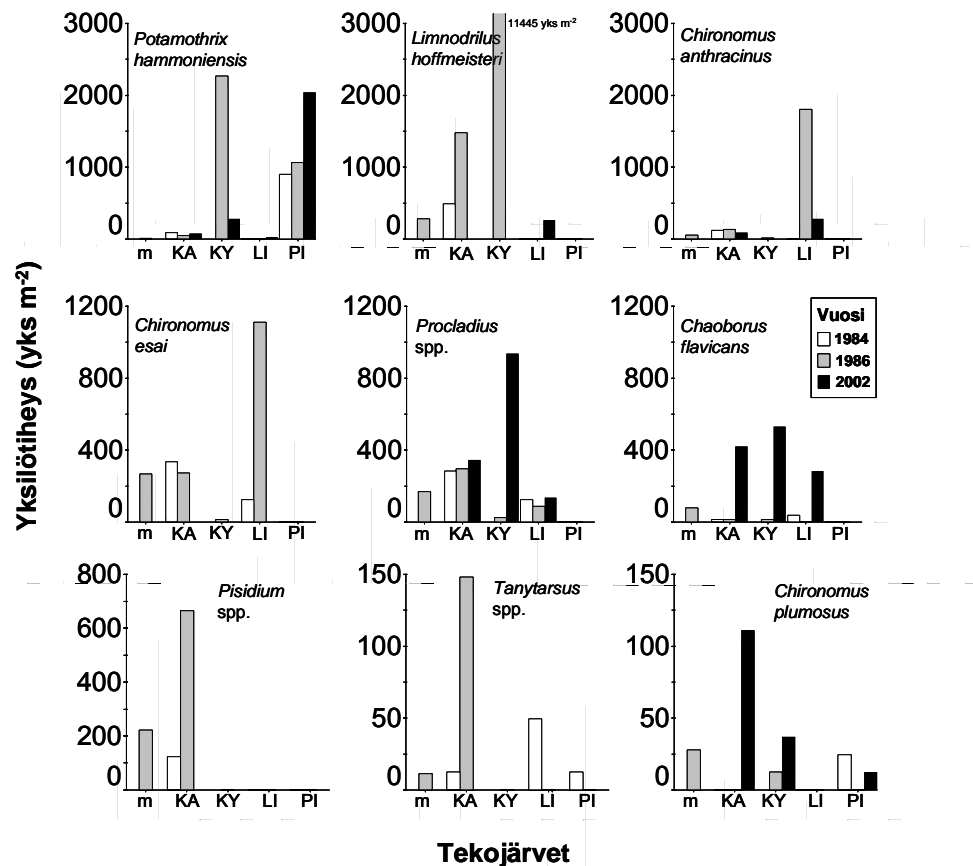 3000
2000
1000
0
Potamothrix
hammoniensis
m KA KY LI PI
3000
2000
1000
0
Limnodrilus
hoffmeisteri
11445 yks m-2
m KA KY LI PI
3000
2000
1000
0
Chironomus
anthracinus
m KA KY LI PI
Yksilötiheys (yks m-2)
1200
800
400
0
Chironomus
esai
m KA KY LI PI
1200
800
400
0
Procladius
spp.
m KA KY LI PI
1200
800
400
0
Chaoborus
flavicans
Vuosi
1984
1986
2002
m KA KY LI PI
800
600
400
200
0
Pisidium
spp.
m KA KY LI PI
150
100
50
0
Tanytarsus
spp.
m KA KY LI PI
150
100
50
0
Chironomus
plumosus
m KA KY LI PI
Tekojärvet